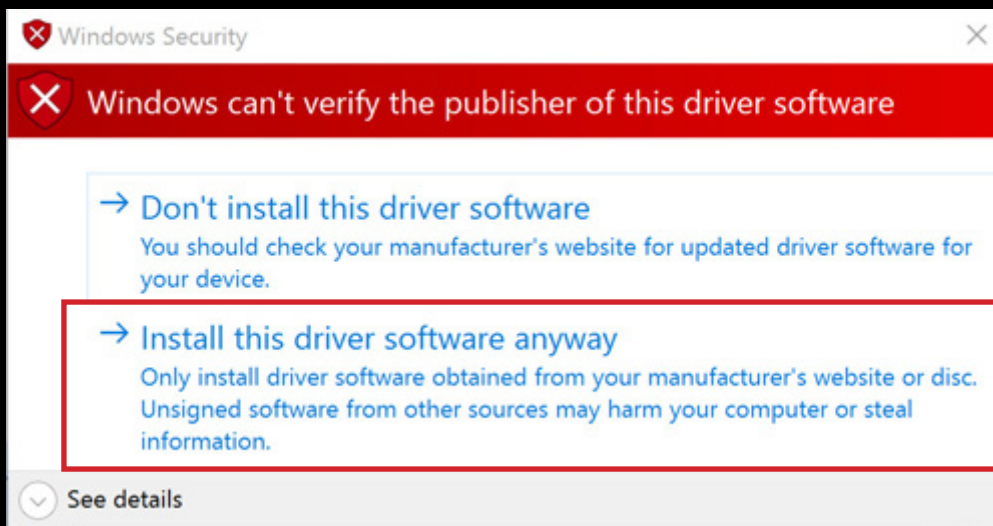 Windows Security
Windows can't verify the publisher of this driver software
Don't install this driver software
You should check your manufacturer's website for updated driver software for
your device.
Install this driver software anyway
Only install driver software obtained from your manufacturer's website or disc.
Unsigned software from other sources may harm your computer or steal
information.
See details